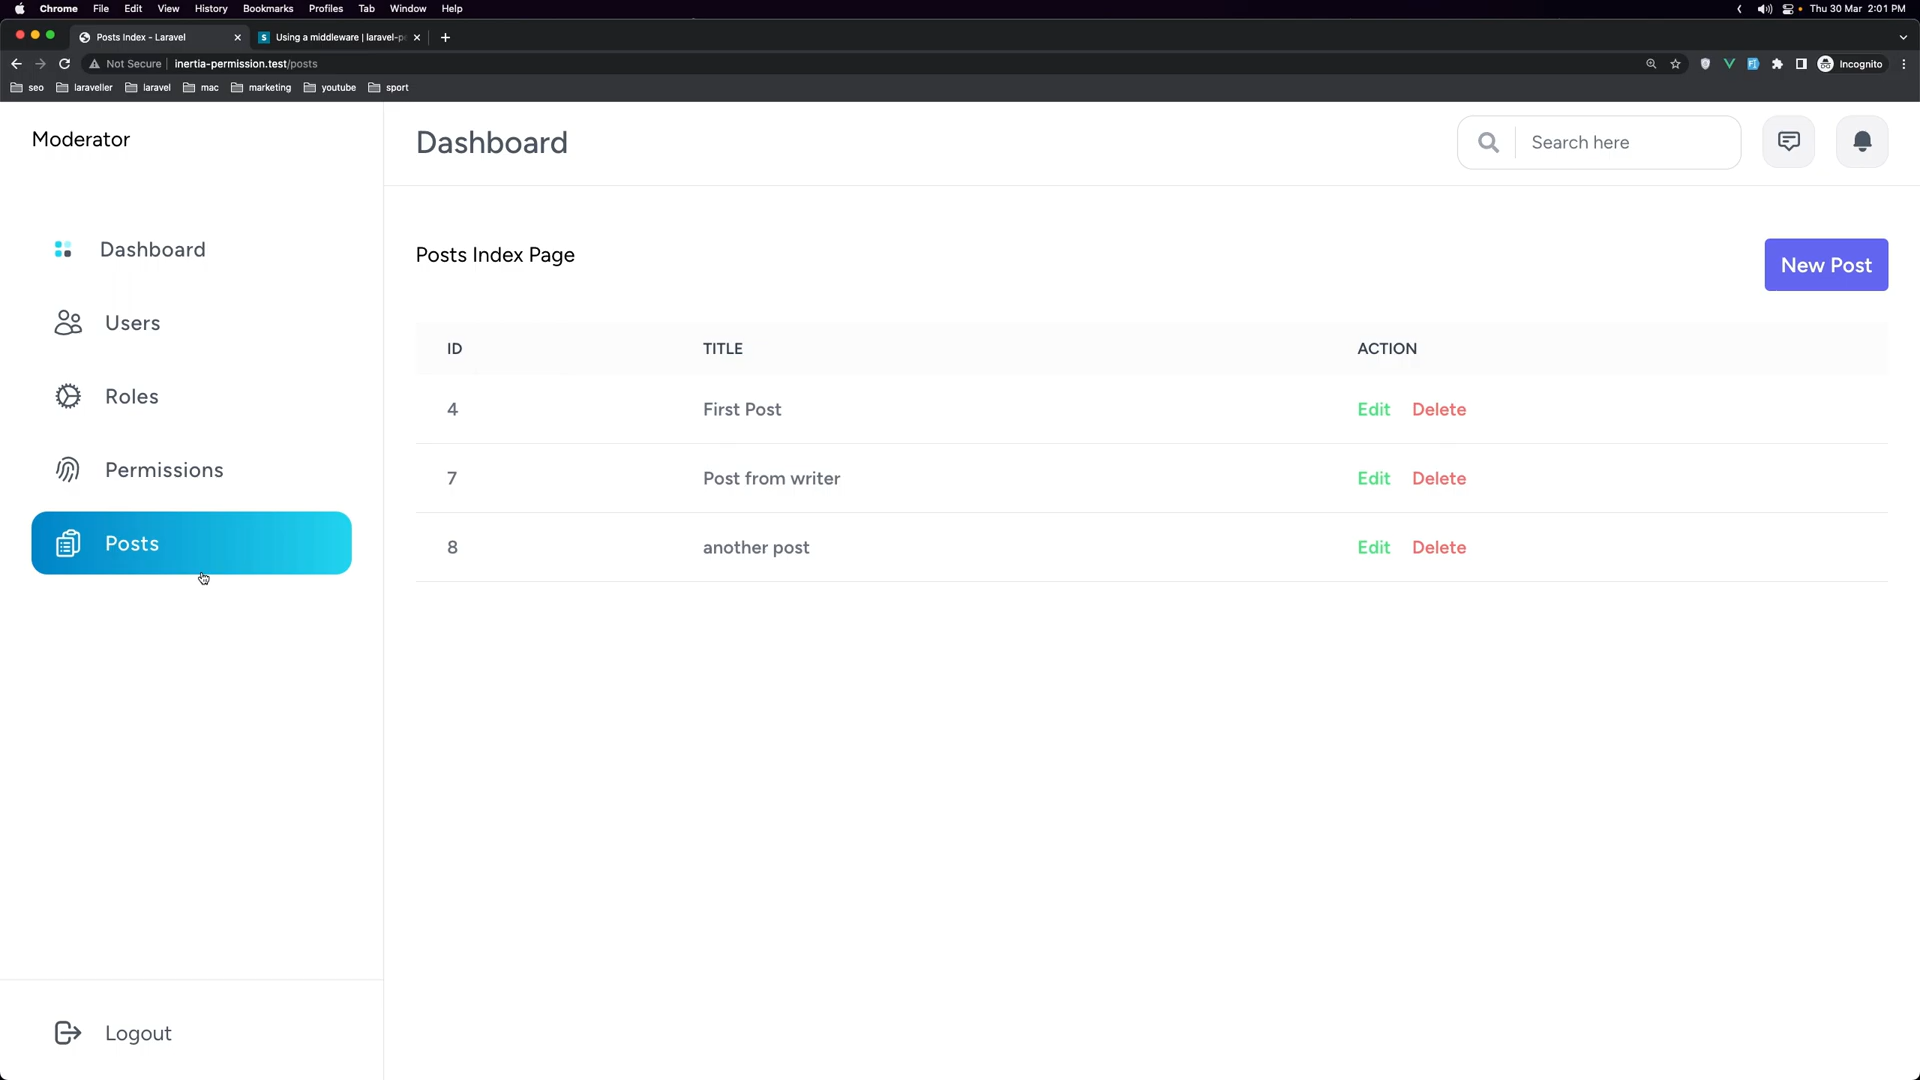 Chrome File Edit View History Bookmarks Profiles Tab Window Help Thu 30 Mar 2:01 PM
Posts Index - Laravel Using a middleware | laravel-p
Not Secure inertia-permission.test/posts Incognito
seo laraveller laravel mac marketing youtube sport
Moderator
Dashboard
Users
Roles
Permissions
Posts
Logout
Dashboard
Search here
Posts Index Page
New Post
ID TITLE ACTION
4 First Post Edit Delete
7 Post from writer Edit Delete
8 another post Edit Delete